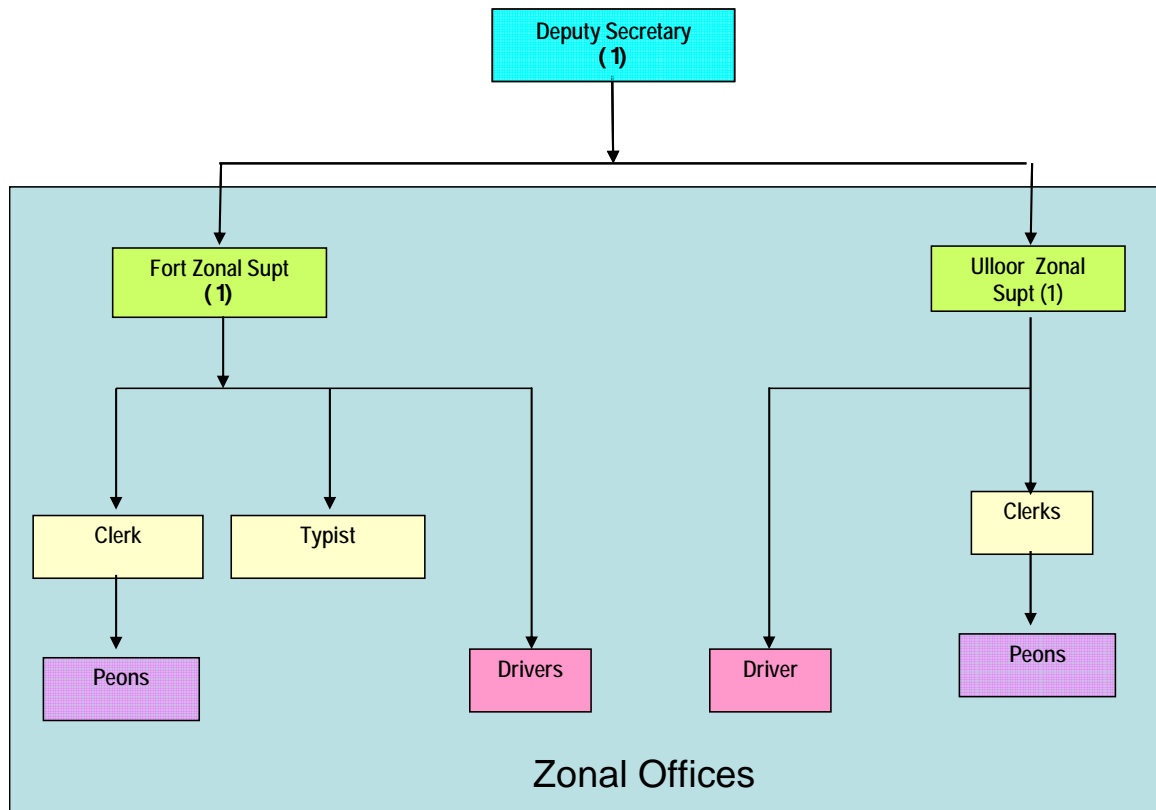 Deputy Secretary
(1)
Fort Zonal Supt
(1)
Ulloor Zonal
Supt (1)
Clerk
Typist
Clerks
Peons
Drivers
Driver
Peons
Zonal Offices